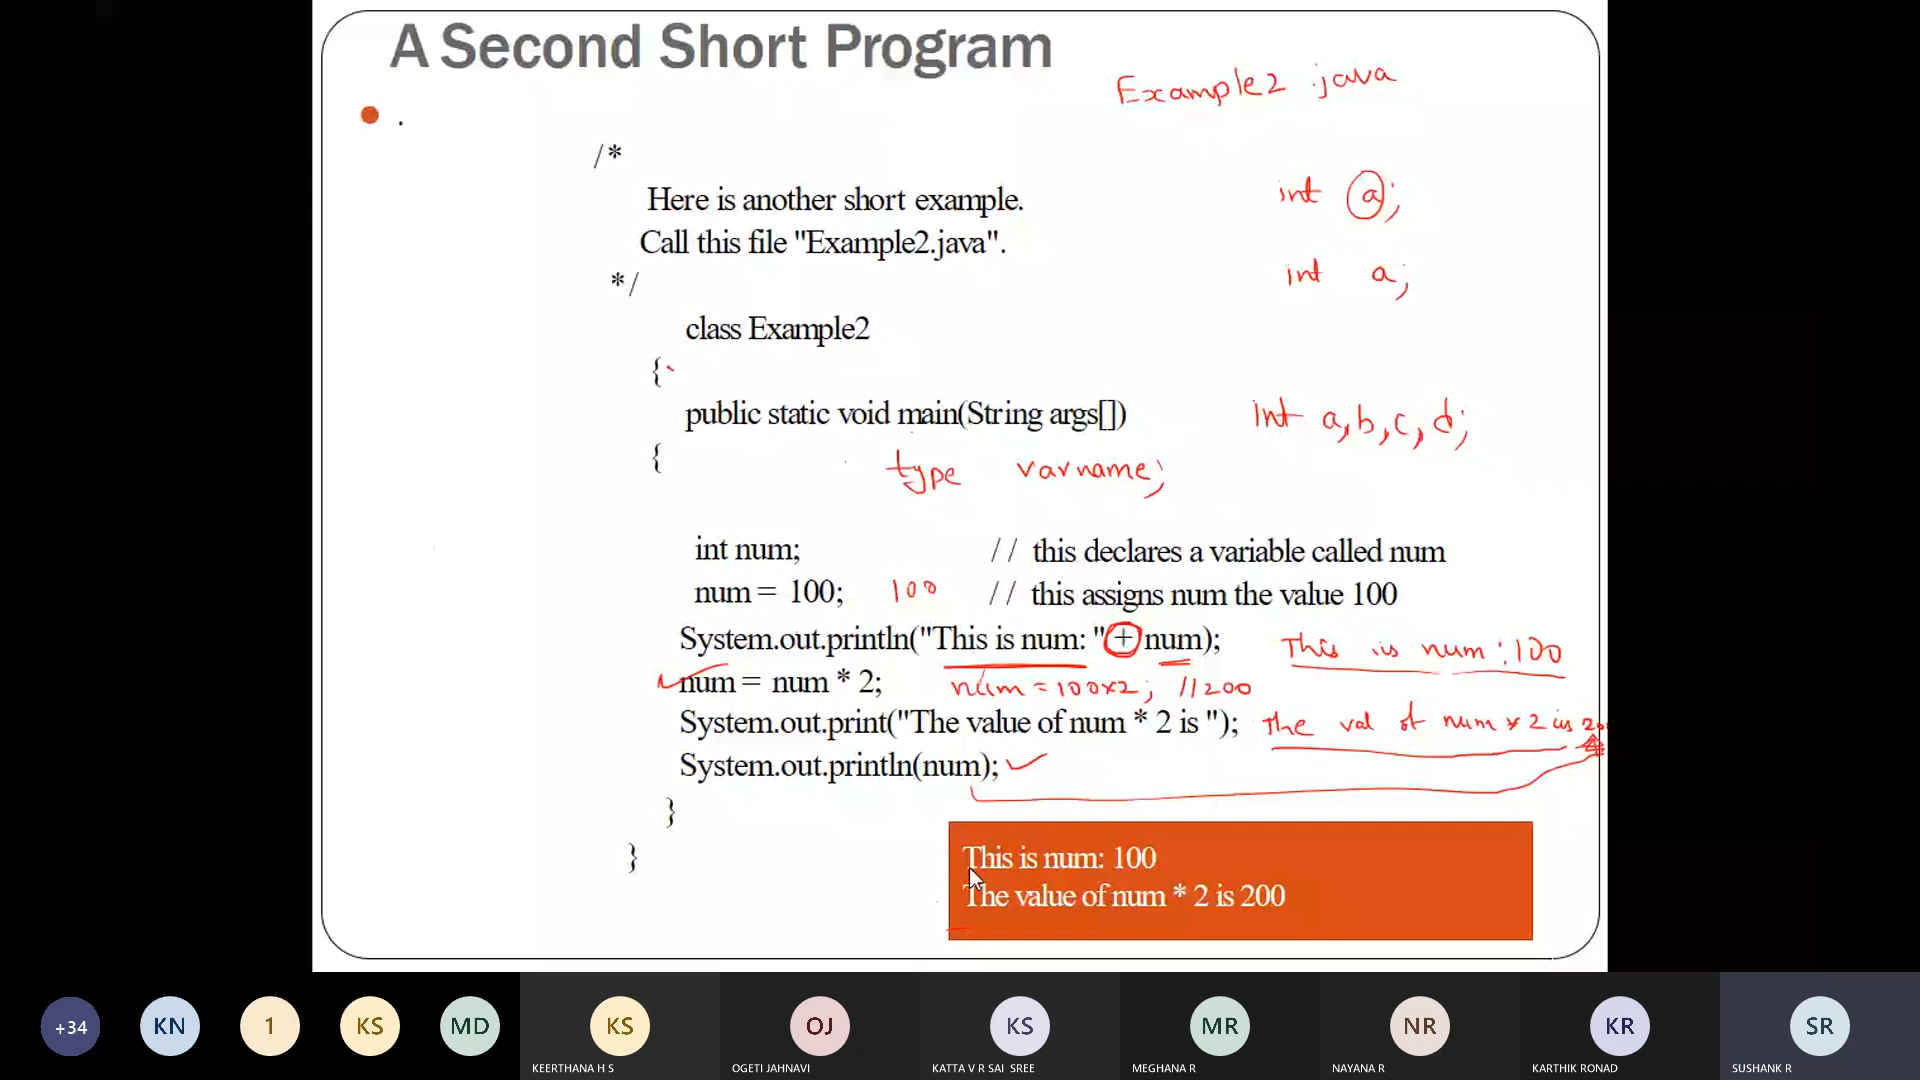 A Second Short Program
Example2 .java
.
/*
Here is another short example.
int a;
Call this file "Example2.java".
int a;
*/
class Example2
{
public static void main(String args[])
int a,b,c,d;
{
type varname;
int num; // this declares a variable called num
num = 100; 100 // this assigns num the value 100
System.out.println("This is num: " + num); This is num:100
num = num * 2; num = 100*2; //200
System.out.print("The value of num * 2 is "); The val of num * 2 is
System.out.println(num);
}
}
This is num: 100
The value of num * 2 is 200
+34 KN 1 KS MD KS OJ KS MR NR KR SR
KEERTHANA H S OGETI JAHNAVI KATTA V R SAI SREE MEGHANA R NAYANA R KARTHIK RONAD SUSHANK R